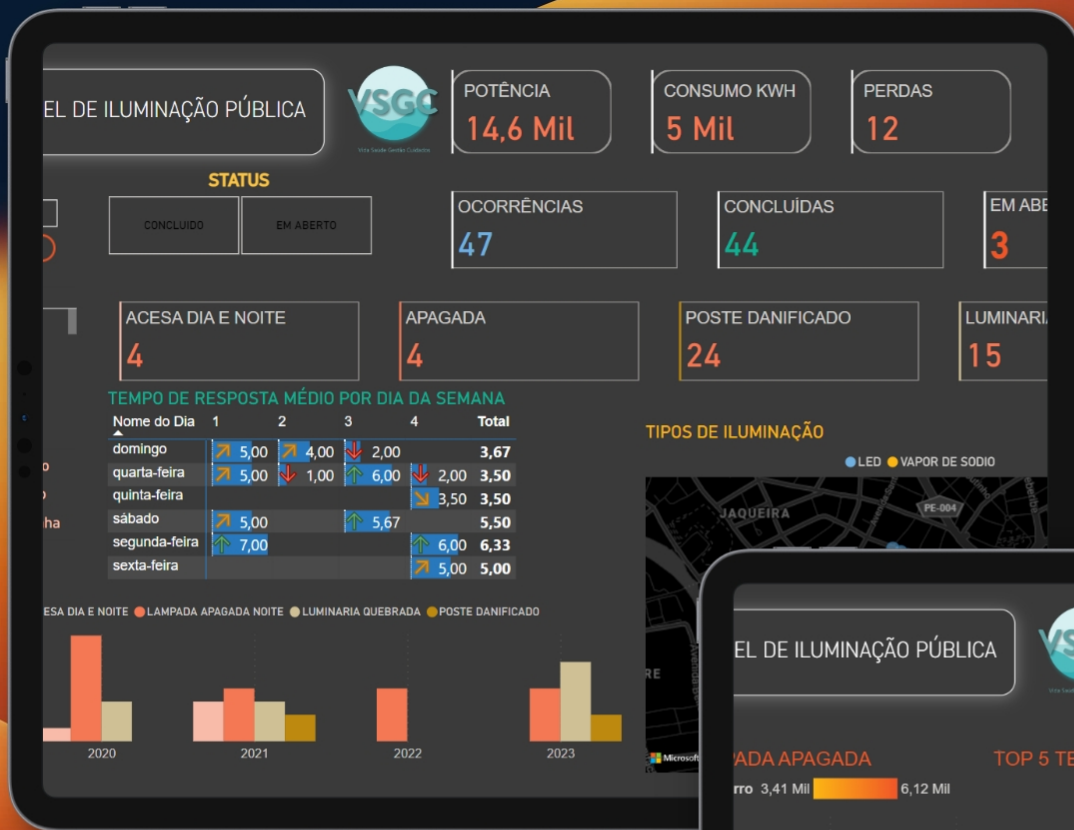 EL DE ILUMINAÇÃO PÚBLICA
VSGC
POTÊNCIA
14,6 Mil
CONSUMO KWH
5 Mil
PERDAS
12
STATUS
CONCLUIDO
EM ABERTO
OCORRÊNCIAS
47
CONCLUÍDAS
44
EM ABE
3
ACESA DIA E NOITE
4
APAGADA
4
POSTE DANIFICADO
24
LUMINARI
15
TEMPO DE RESPOSTA MÉDIO POR DIA DA SEMANA
Nome do Dia 1 2 3 4 Total
domingo 5,00 4,00 2,00 3,67
quarta-feira 5,00 1,00 6,00 2,00 3,50
quinta-feira 3,50 3,50
sábado 5,00 5,67 5,50
segunda-feira 7,00 6,00 6,33
sexta-feira 5,00 5,00
ha
TIPOS DE ILUMINAÇÃO
LED VAPOR DE SODIO
JAQUEIRA
PE-004
RE
Microsoft
ESA DIA E NOITE LAMPADA APAGADA NOITE LUMINARIA QUEBRADA POSTE DANIFICADO
2020 2021 2022 2023
EL DE ILUMINAÇÃO PÚBLICA
VS
ADA APAGADA
TOP 5 TE
rro 3,41 Mil 6,12 Mil